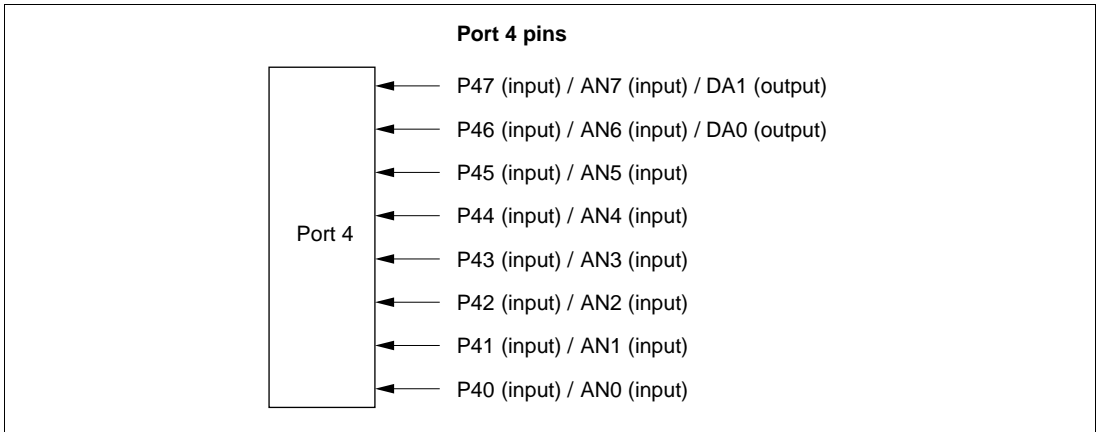 Port 4 pins
P47 (input) / AN7 (input) / DA1 (output)
P46 (input) / AN6 (input) / DA0 (output)
P45 (input) / AN5 (input)
P44 (input) / AN4 (input)
Port 4
P43 (input) / AN3 (input)
P42 (input) / AN2 (input)
P41 (input) / AN1 (input)
P40 (input) / AN0 (input)